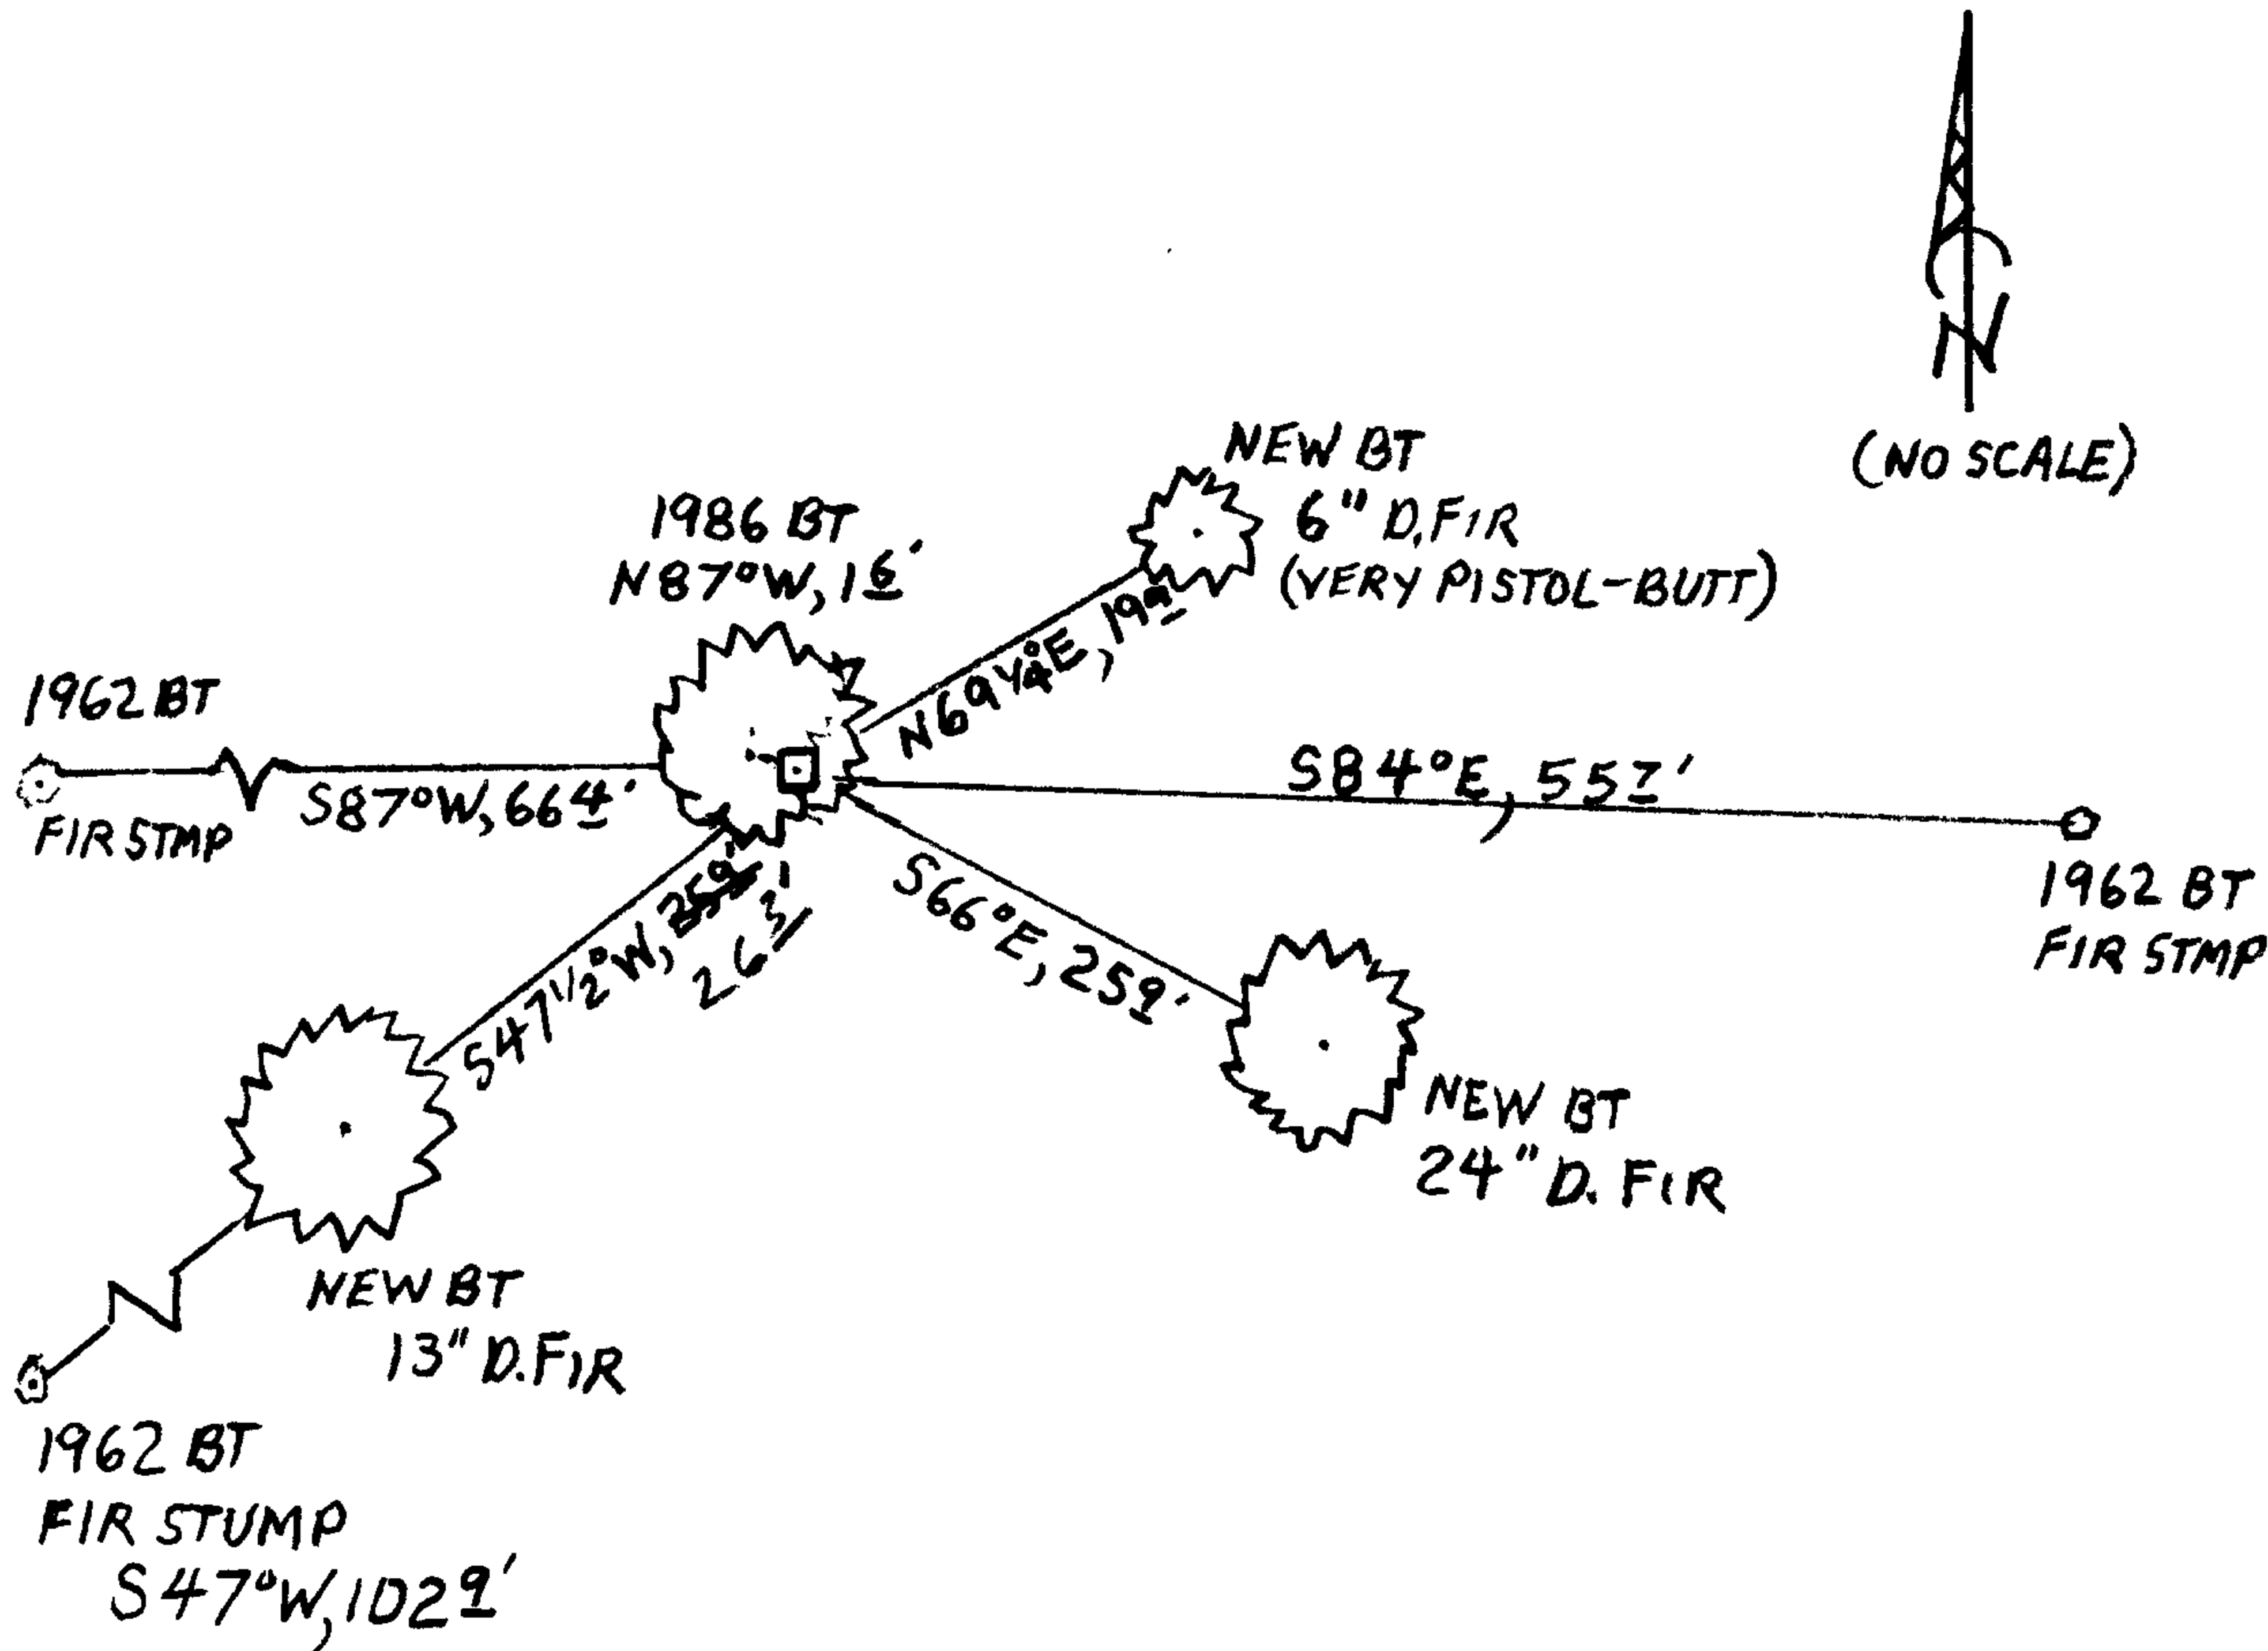 N
(NO SCALE)
NEW BT
6" D.FIR
(VERY PISTOL-BUTT)
1986 BT
N87°W, 16'
N69½°E, 19
1962 BT
S87°W, 664'
FIR STMP
S84°E, 557'
1962 BT
FIR STMP
S66°E, 259'
NEW BT
24" D. FIR
S47½°W,
263'
NEW BT
13" D.FIR
1962 BT
FIR STUMP
S47°W, 1029'